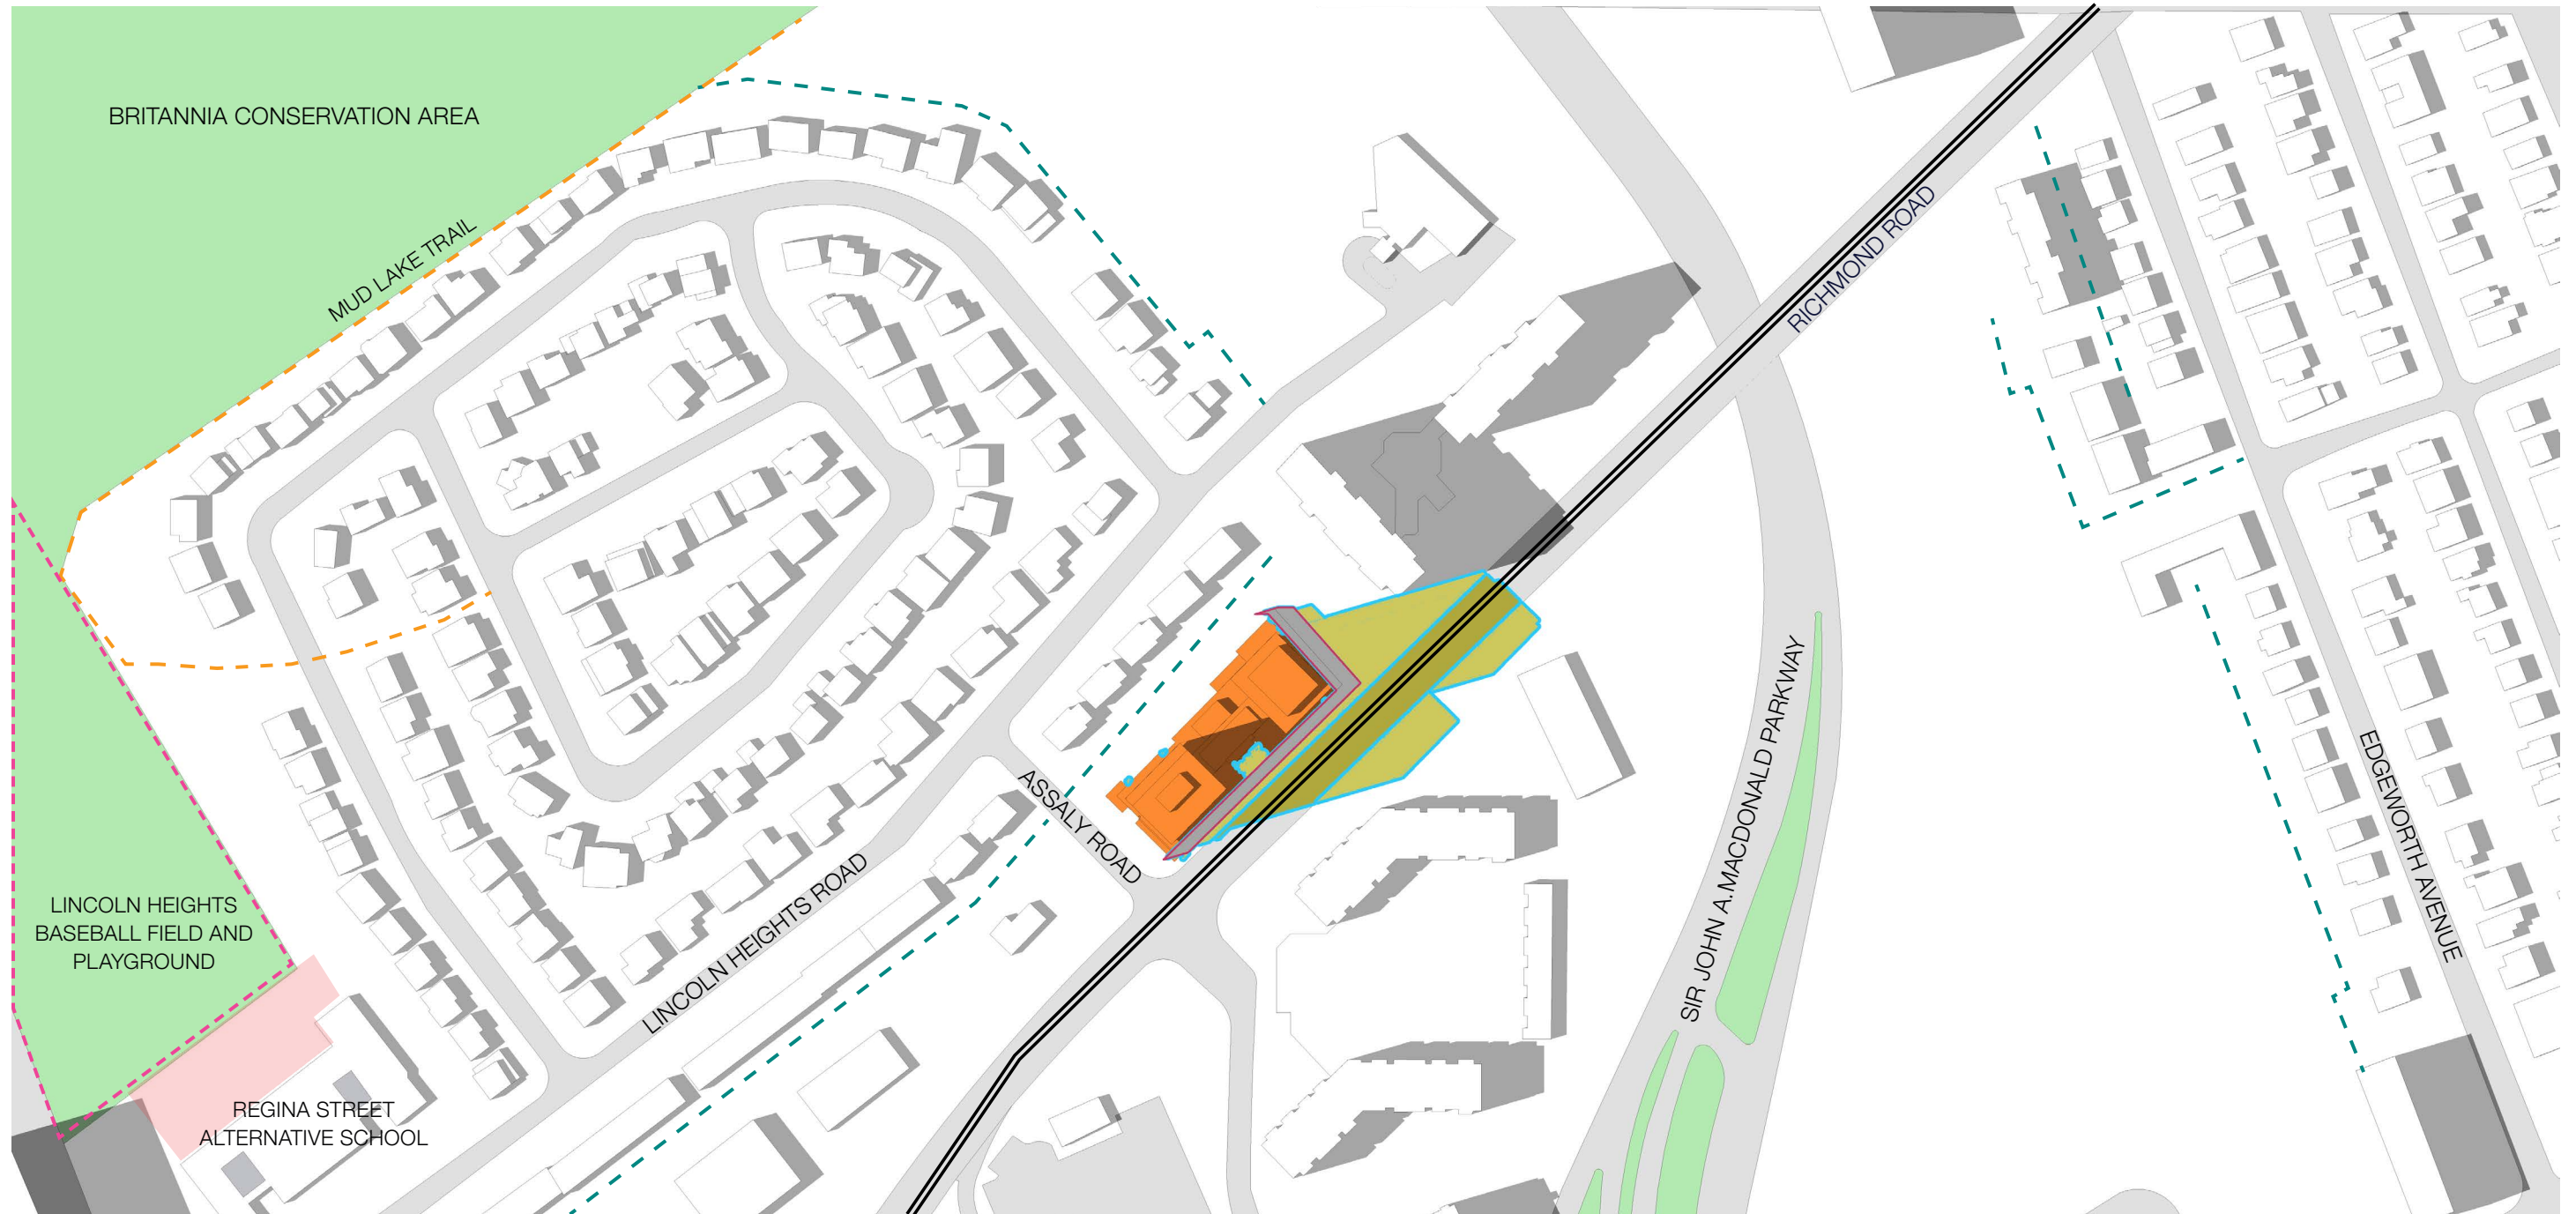 BRITANNIA CONSERVATION AREA
MUD LAKE TRAIL
RICHMOND ROAD
ASSALY ROAD
SIR JOHN A.MACDONALD PARKWAY
EDGEWORTH AVENUE
LINCOLN HEIGHTS ROAD
LINCOLN HEIGHTS
BASEBALL FIELD AND
PLAYGROUND
REGINA STREET
ALTERNATIVE SCHOOL